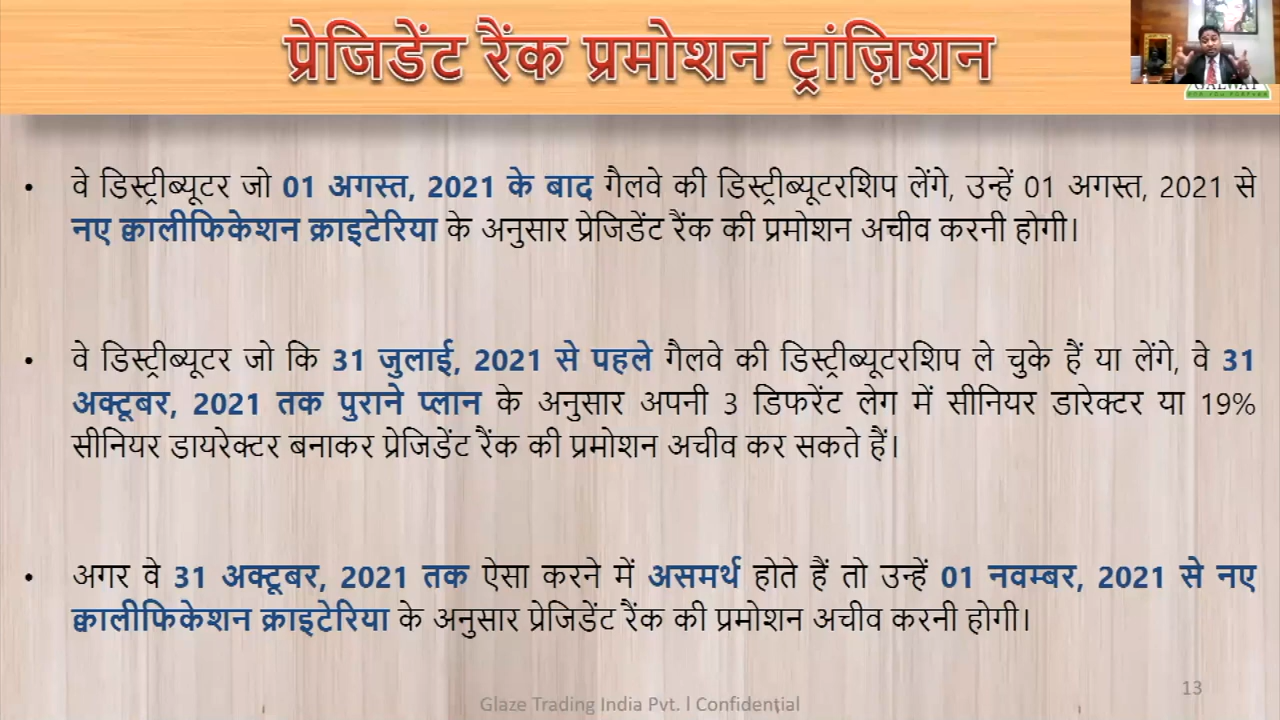 प्रेजिडेंट रैंक प्रमोशन ट्रांज़िशन
GALWAY
• वे डिस्ट्रीब्यूटर जो 01 अगस्त, 2021 के बाद गैलवे की डिस्ट्रीब्यूटरशिप लेंगे, उन्हें 01 अगस्त, 2021 से
नए क्वालीफिकेशन क्राइटेरिया के अनुसार प्रेजिडेंट रैंक की प्रमोशन अचीव करनी होगी।
• वे डिस्ट्रीब्यूटर जो कि 31 जुलाई, 2021 से पहले गैलवे की डिस्ट्रीब्यूटरशिप ले चुके हैं या लेंगे, वे 31
अक्टूबर, 2021 तक पुराने प्लान के अनुसार अपनी 3 डिफरेंट लेग में सीनियर डारेक्टर या 19%
सीनियर डायरेक्टर बनाकर प्रेजिडेंट रैंक की प्रमोशन अचीव कर सकते हैं।
• अगर वे 31 अक्टूबर, 2021 तक ऐसा करने में असमर्थ होते हैं तो उन्हें 01 नवम्बर, 2021 से नए
क्वालीफिकेशन क्राइटेरिया के अनुसार प्रेजिडेंट रैंक की प्रमोशन अचीव करनी होगी।
13
Glaze Trading India Pvt. l Confidential